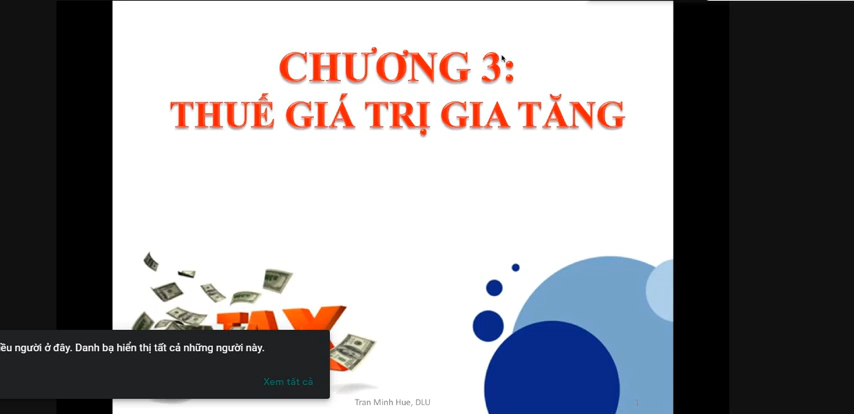 CHƯƠNG 3:
THUẾ GIÁ TRỊ GIA TĂNG
TAX
người ở đây. Danh bạ hiển thị tất cả những người này.
Xem tất cả
Tran Minh Hue, DLU